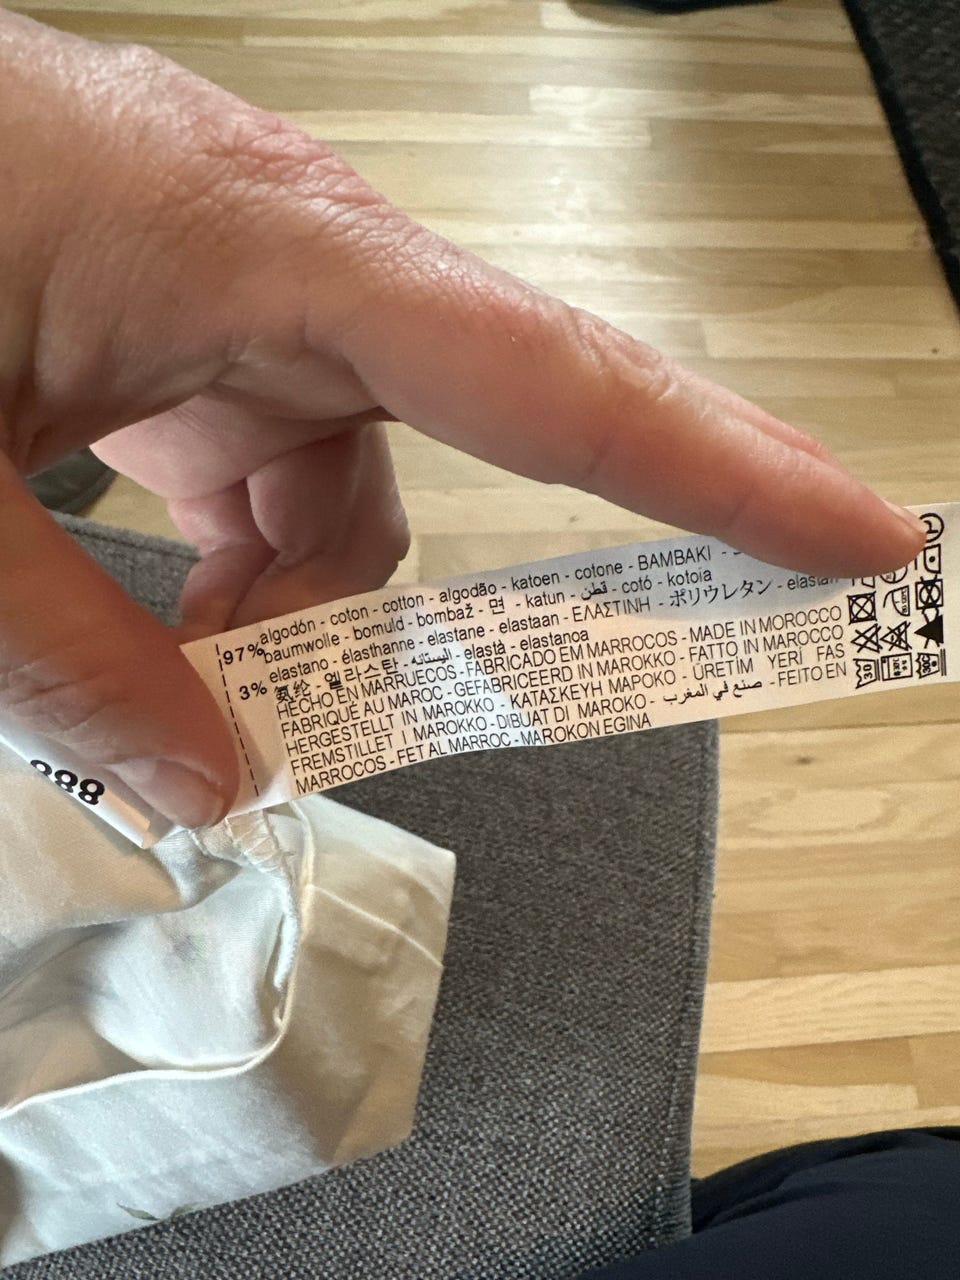 97% algodón - coton - cotton - algodão - katoen - cotone - BAMBAKI -
baumwolle - bomuld - bombaž - 면 - katun - قطن - cotó - kotoia
3% elastano - élasthanne - elastane - elastaan - ΕΛΑΣΤΙΝΗ - ポリウレタン - elastan
氨纶 - 엘라스탄 - اليستانه - elastà - elastanoa
HECHO EN MARRUECOS - FABRICADO EM MARROCOS - MADE IN MOROCCO
FABRIQUÉ AU MAROC - GEFABRICEERD IN MAROKKO - FATTO IN MAROCCO
HERGESTELLT IN MAROKKO - ΚΑΤΑΣΚΕΥΗ ΜΑΡΟΚΟ - ÜRETİM YERİ FAS
FREMSTILLET I MAROKKO - DIBUAT DI MAROKO - صنع في المغرب - FEITO EN
MARROCOS - FET AL MARROC - MAROKON EGINA
30
888